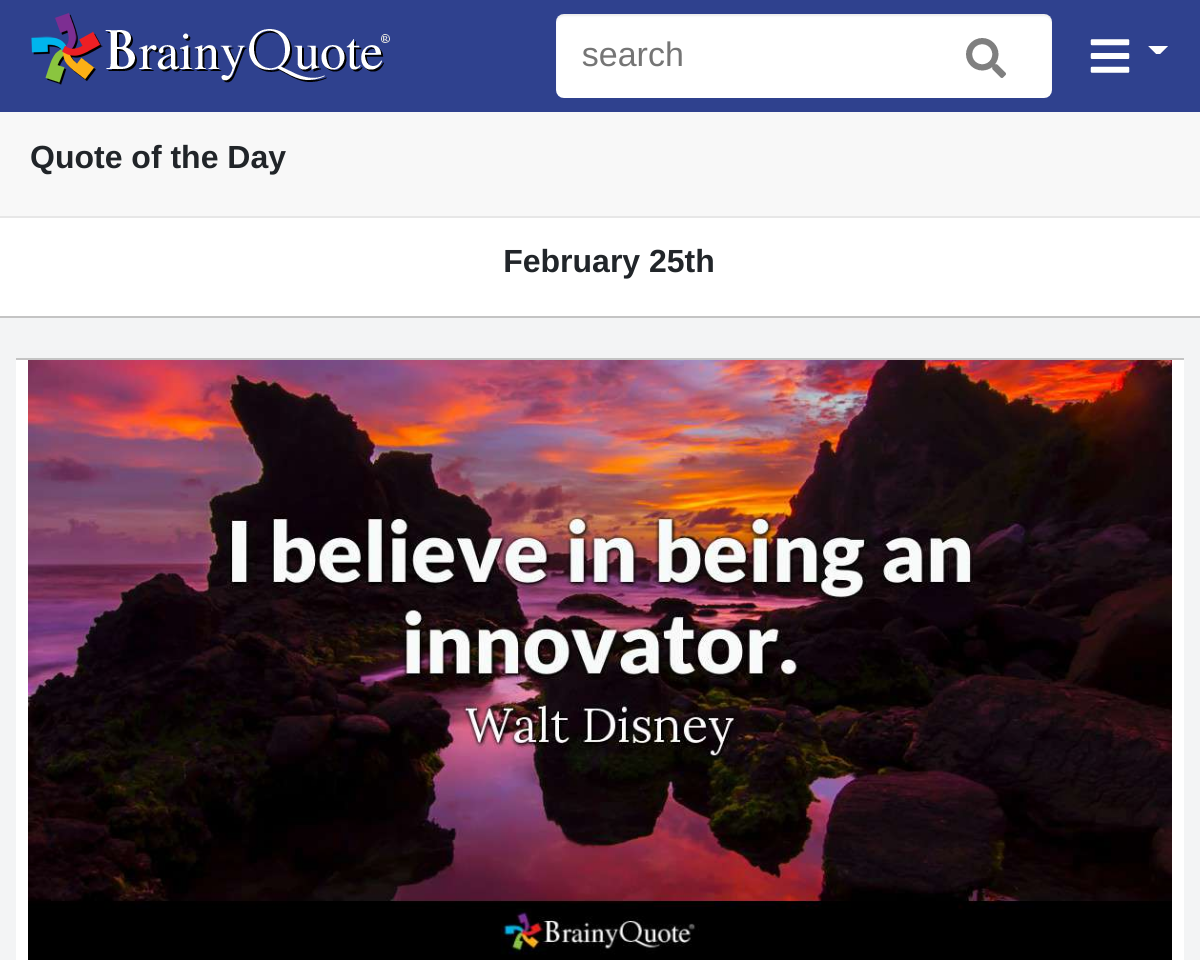 BrainyQuote®
search
Quote of the Day
February 25th
I believe in being an
innovator.
Walt Disney
BrainyQuote®